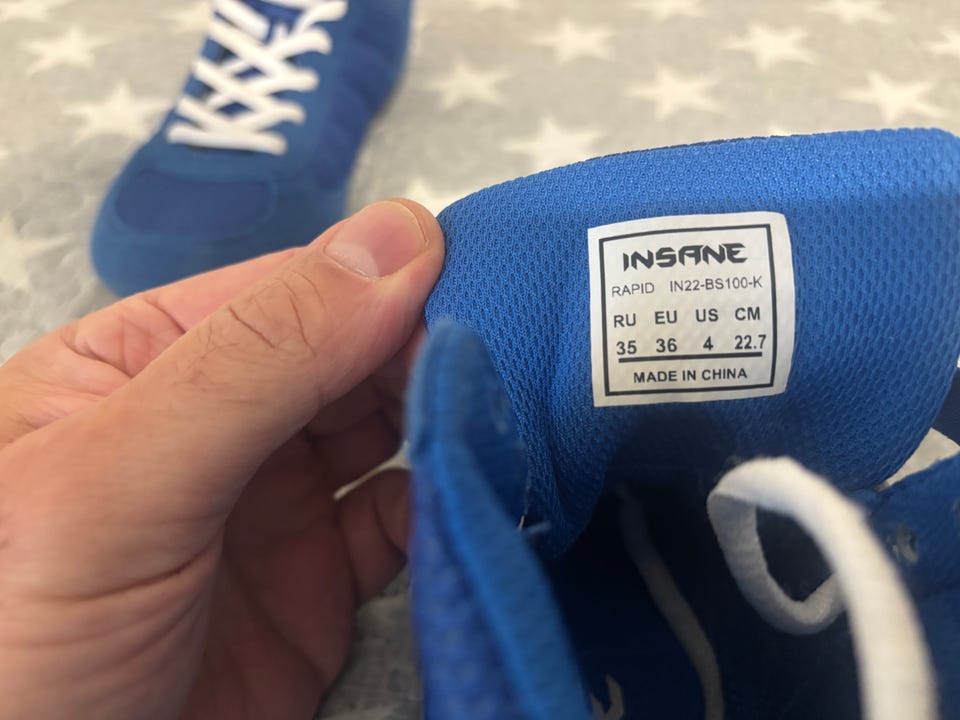 INSANE
RAPID IN22-BS100-K
RU EU US CM
35 36 4 22.7
MADE IN CHINA